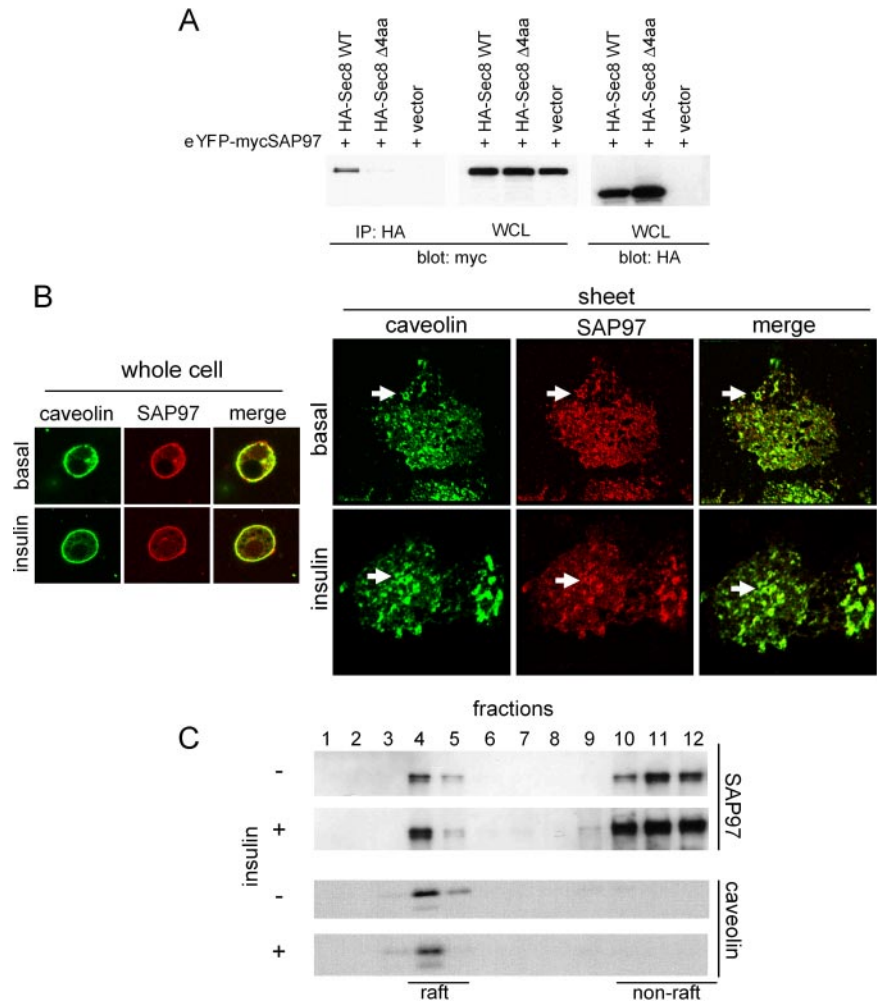 A
+ HA-Sec8 WT
+ HA-Sec8 Δ4aa
+ vector
+ HA-Sec8 WT
+ HA-Sec8 Δ4aa
+ vector
+ HA-Sec8 WT
+ HA-Sec8 Δ4aa
+ vector
eYFP-mycSAP97
IP: HA
WCL
WCL
blot: myc
blot: HA
B
whole cell
caveolin SAP97 merge
basal
insulin
sheet
caveolin SAP97 merge
basal
insulin
C
fractions
1 2 3 4 5 6 7 8 9 10 11 12
insulin
-
+
SAP97
-
+
caveolin
raft
non-raft